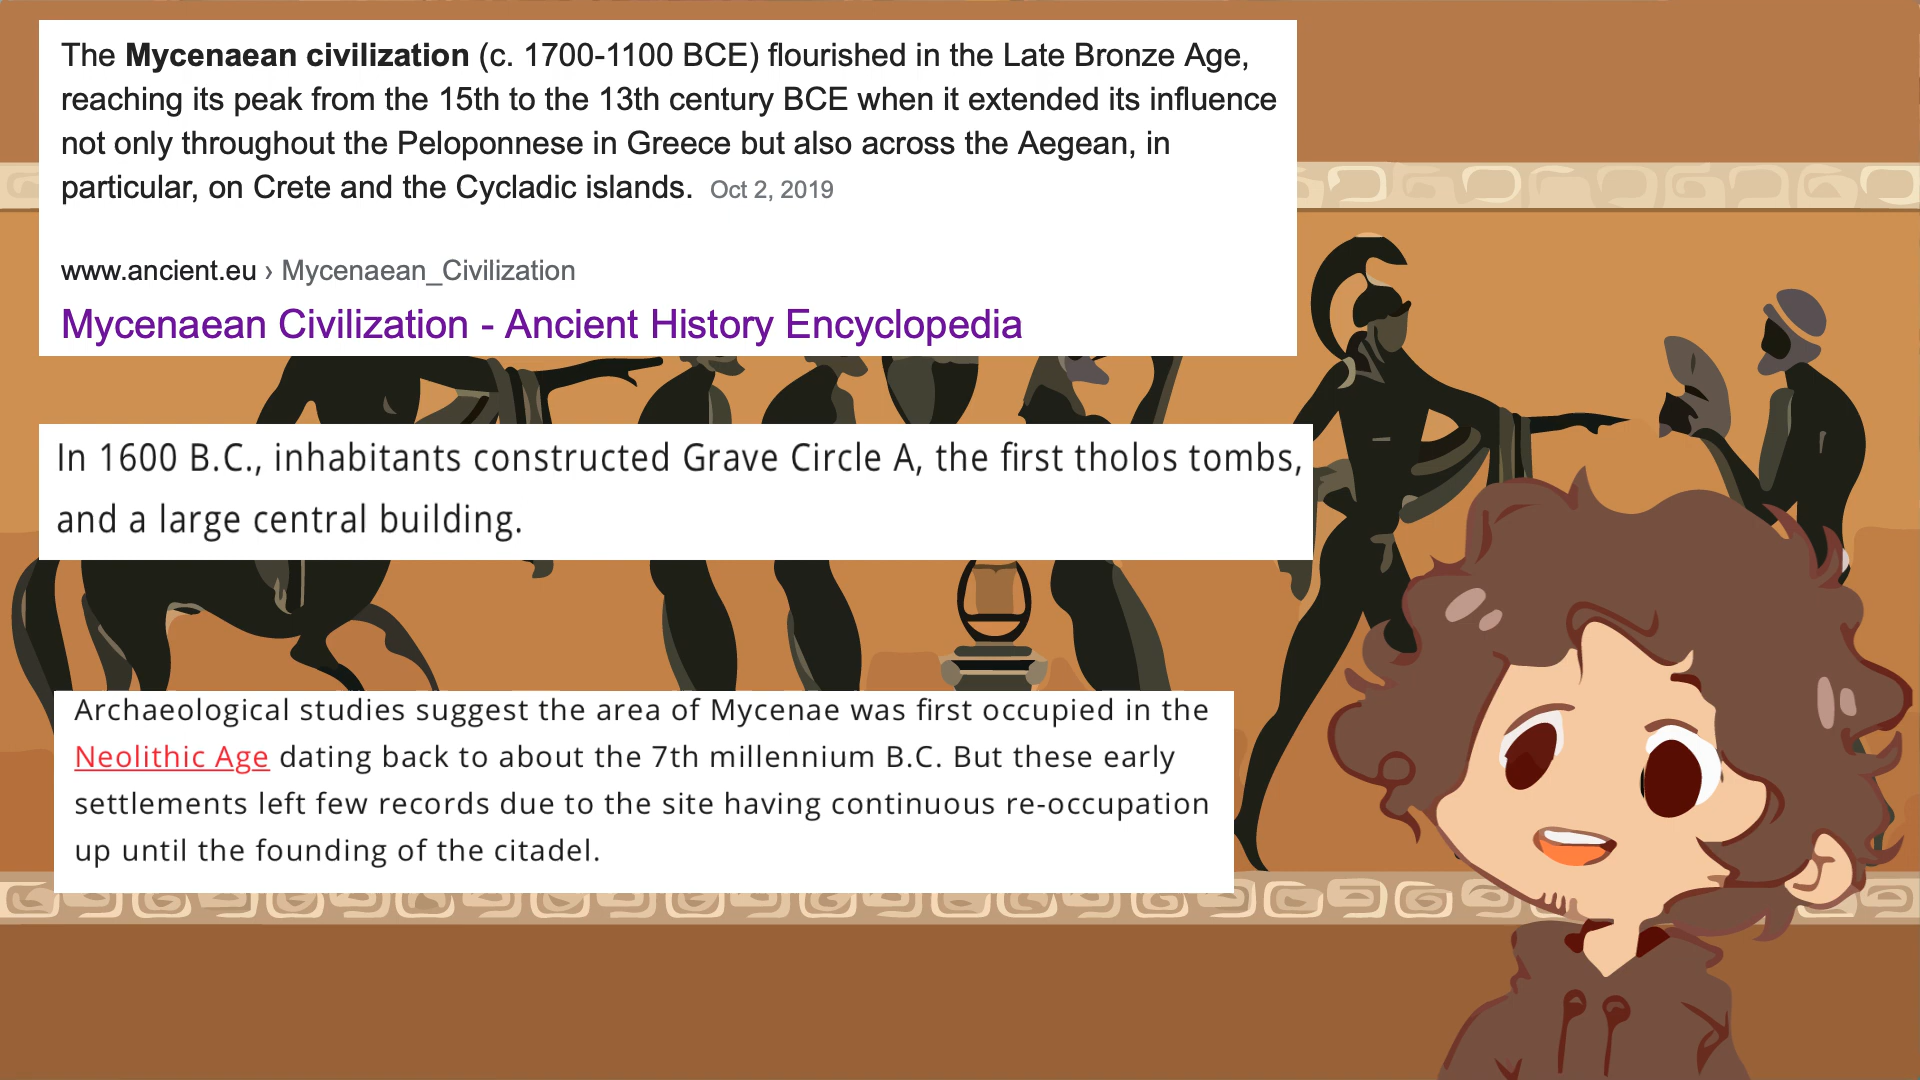 The Mycenaean civilization (c. 1700-1100 BCE) flourished in the Late Bronze Age,
reaching its peak from the 15th to the 13th century BCE when it extended its influence
not only throughout the Peloponnese in Greece but also across the Aegean, in
particular, on Crete and the Cycladic islands. Oct 2, 2019
www.ancient.eu › Mycenaean_Civilization
Mycenaean Civilization - Ancient History Encyclopedia
In 1600 B.C., inhabitants constructed Grave Circle A, the first tholos tombs,
and a large central building.
Archaeological studies suggest the area of Mycenae was first occupied in the
Neolithic Age dating back to about the 7th millennium B.C. But these early
settlements left few records due to the site having continuous re-occupation
up until the founding of the citadel.